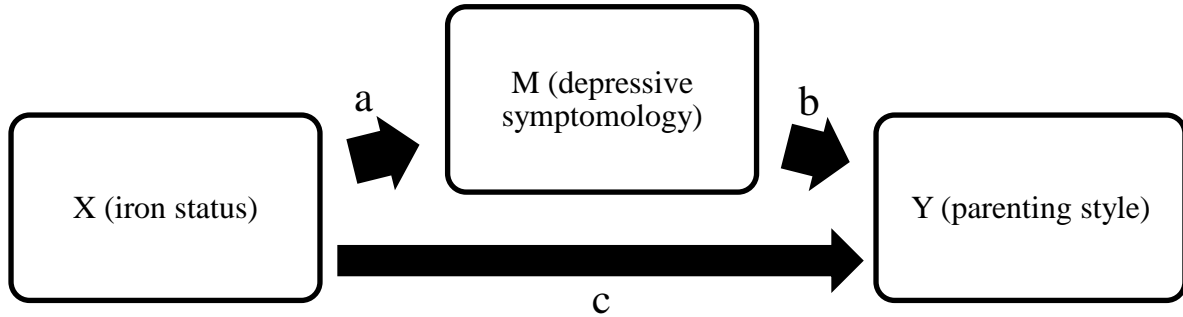 a
M (depressive
symptomology)
b
X (iron status)
Y (parenting style)
c